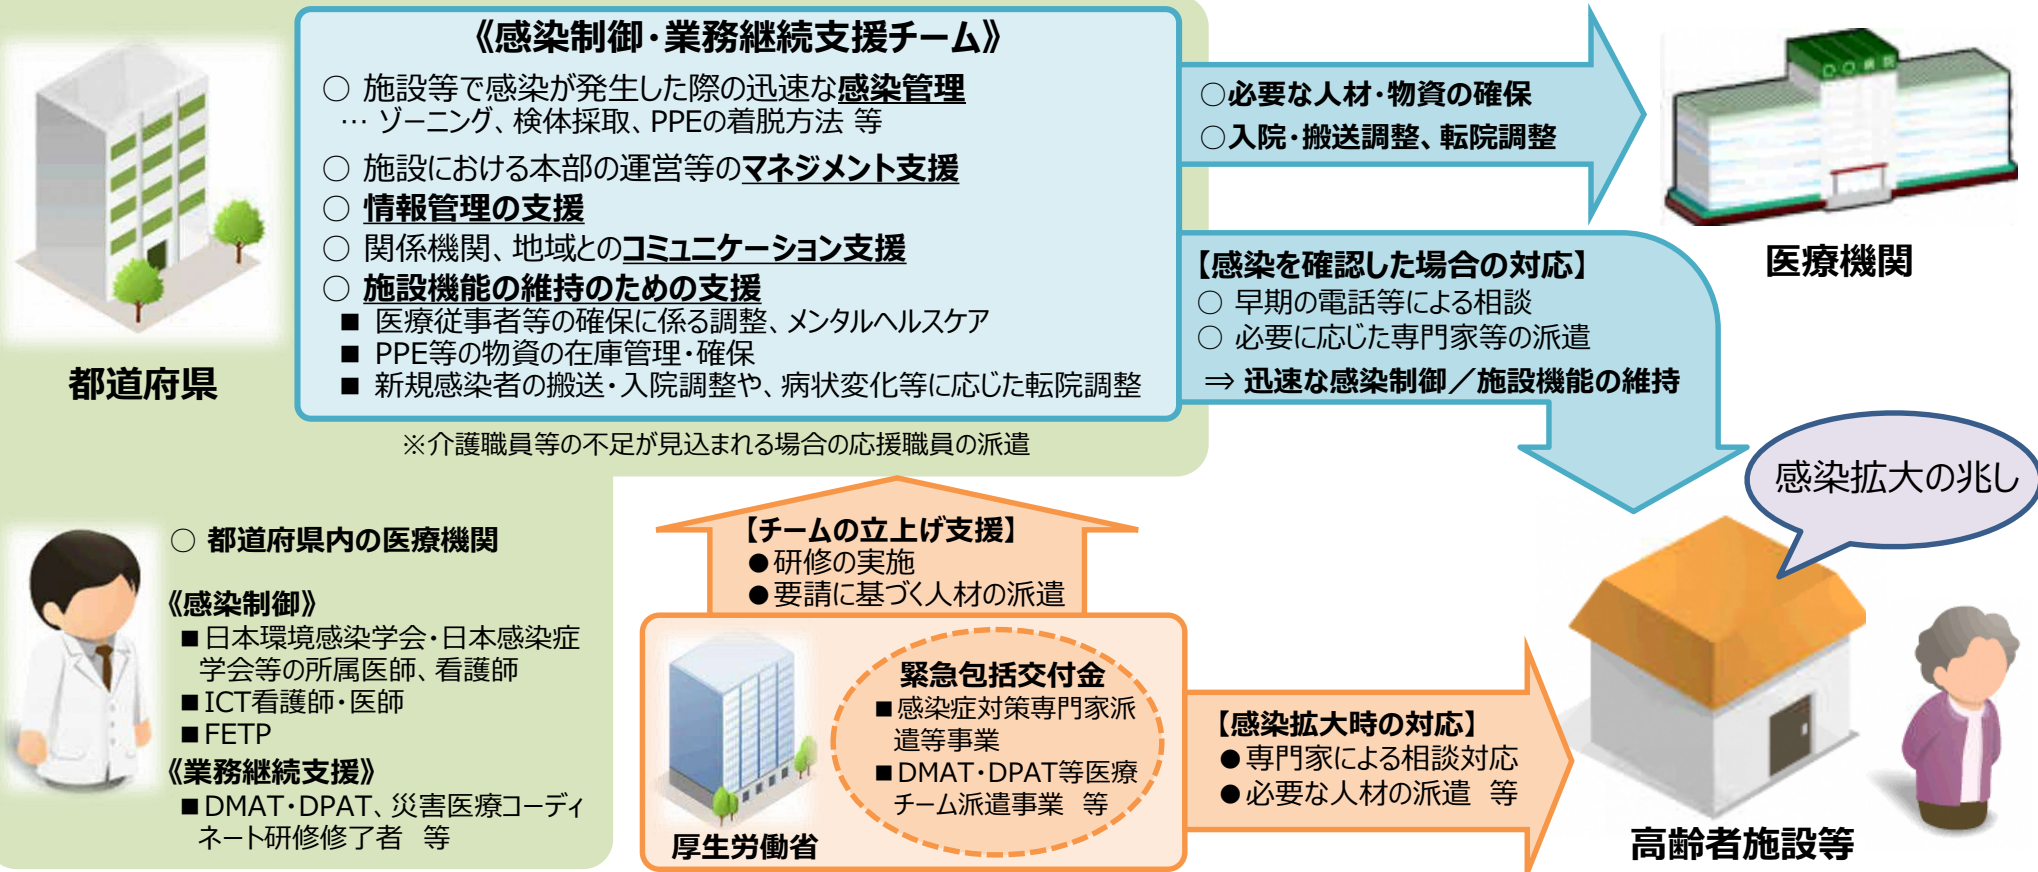 《感染制御・業務継続支援チーム》
○ 施設等で感染が発生した際の迅速な感染管理
… ゾーニング、検体採取、PPEの着脱方法 等
○ 施設における本部の運営等のマネジメント支援
○ 情報管理の支援
○ 関係機関、地域とのコミュニケーション支援
○ 施設機能の維持のための支援
■ 医療従事者等の確保に係る調整、メンタルヘルスケア
■ PPE等の物資の在庫管理・確保
■ 新規感染者の搬送・入院調整や、病状変化等に応じた転院調整
※介護職員等の不足が見込まれる場合の応援職員の派遣
都道府県
○必要な人材・物資の確保
○入院・搬送調整、転院調整
○○病院
医療機関
【感染を確認した場合の対応】
○ 早期の電話等による相談
○ 必要に応じた専門家等の派遣
⇒ 迅速な感染制御／施設機能の維持
感染拡大の兆し
○ 都道府県内の医療機関
《感染制御》
■日本環境感染学会・日本感染症
学会等の所属医師、看護師
■ICT看護師・医師
■FETP
《業務継続支援》
■DMAT・DPAT、災害医療コーディ
ネート研修修了者 等
【チームの立上げ支援】
●研修の実施
●要請に基づく人材の派遣
緊急包括交付金
■感染症対策専門家派
遣等事業
■DMAT・DPAT等医療
チーム派遣事業 等
厚生労働省
【感染拡大時の対応】
●専門家による相談対応
●必要な人材の派遣 等
高齢者施設等